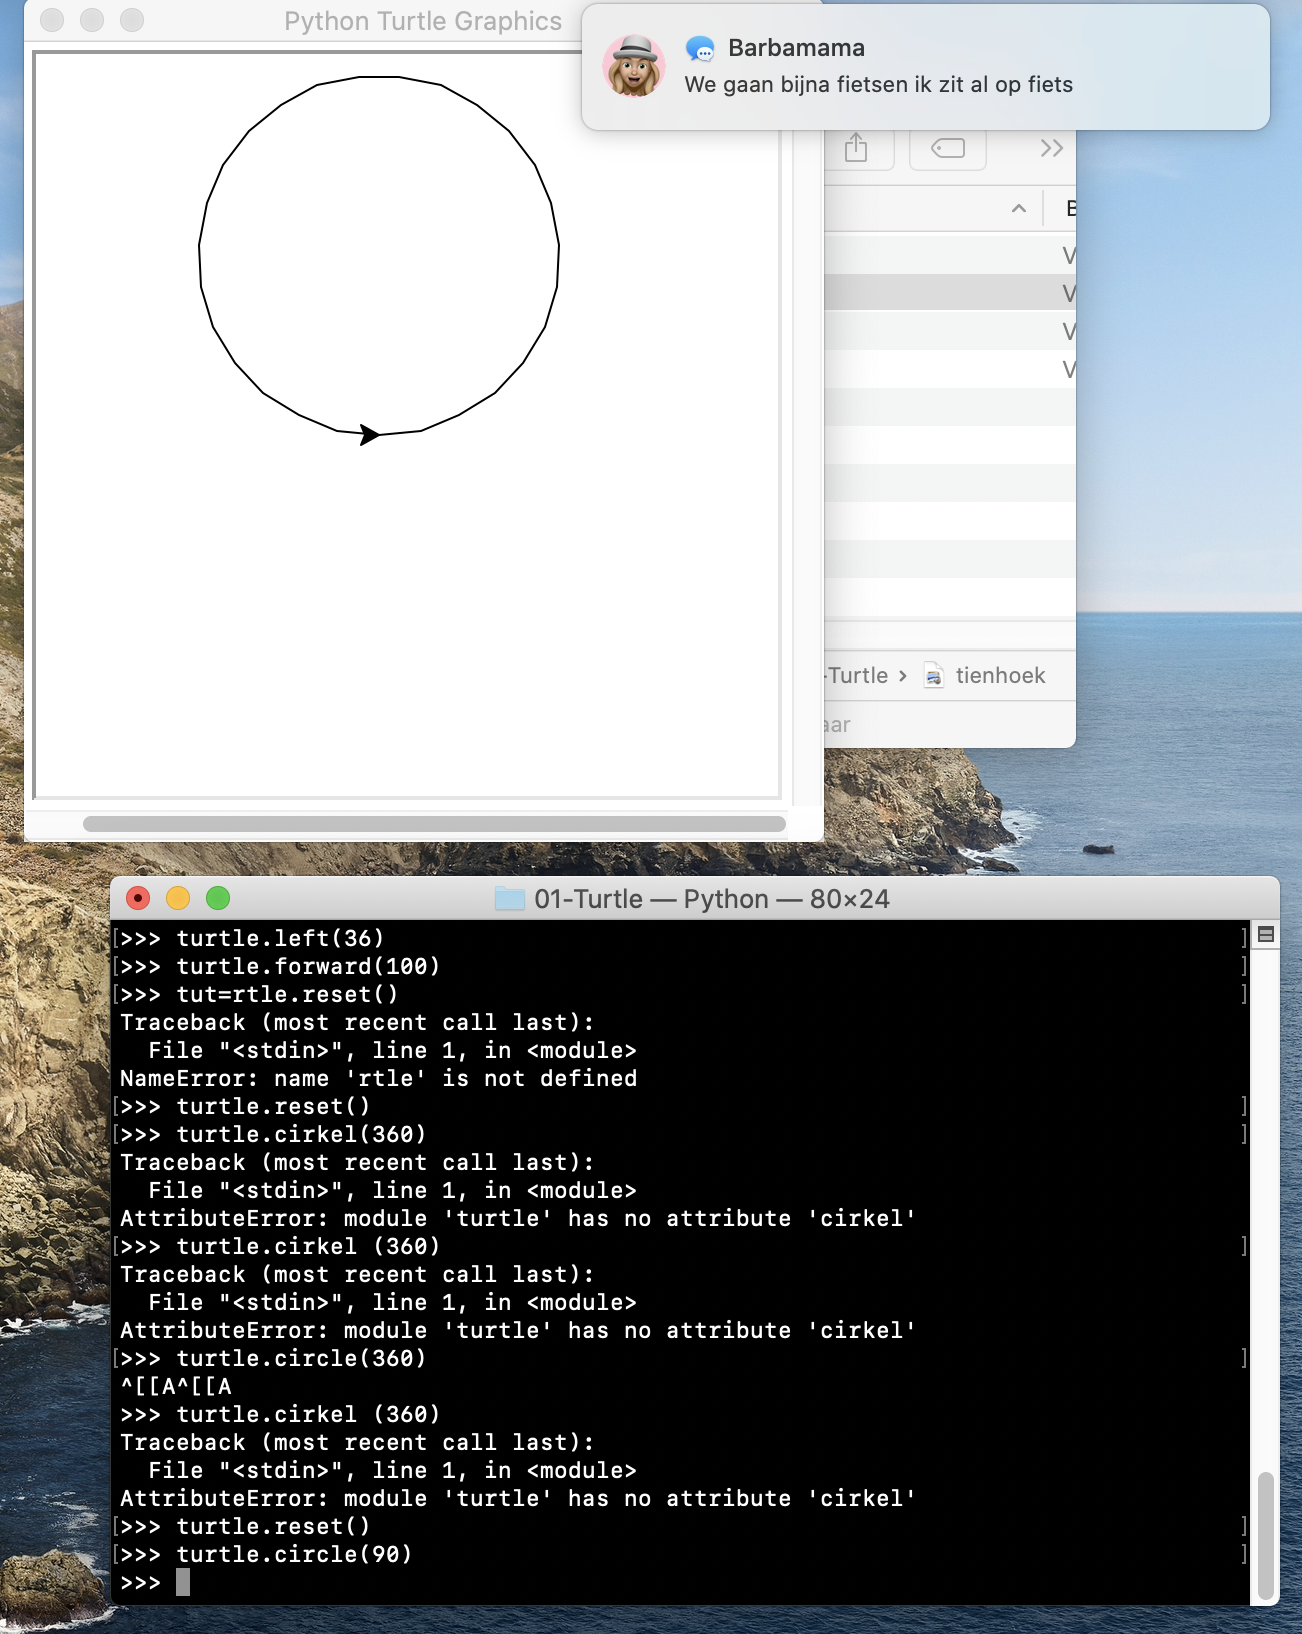 Python Turtle Graphics
Barbamama
We gaan bijna fietsen ik zit al op fiets
B
V
V
V
V
-Turtle › tienhoek
aar
01-Turtle — Python — 80×24
[>>> turtle.left(36) ]
[>>> turtle.forward(100) ]
[>>> tut=rtle.reset() ]
Traceback (most recent call last):
  File "<stdin>", line 1, in <module>
NameError: name 'rtle' is not defined
[>>> turtle.reset() ]
[>>> turtle.cirkel(360) ]
Traceback (most recent call last):
  File "<stdin>", line 1, in <module>
AttributeError: module 'turtle' has no attribute 'cirkel'
[>>> turtle.cirkel (360) ]
Traceback (most recent call last):
  File "<stdin>", line 1, in <module>
AttributeError: module 'turtle' has no attribute 'cirkel'
[>>> turtle.circle(360) ]
^[[A^[[A
>>> turtle.cirkel (360)
Traceback (most recent call last):
  File "<stdin>", line 1, in <module>
AttributeError: module 'turtle' has no attribute 'cirkel'
[>>> turtle.reset() ]
[>>> turtle.circle(90) ]
>>>